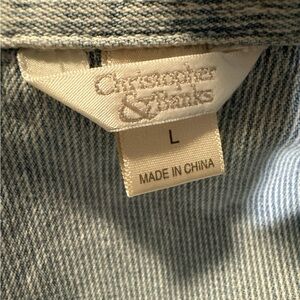 Christopher
& Banks
L
MADE IN CHINA